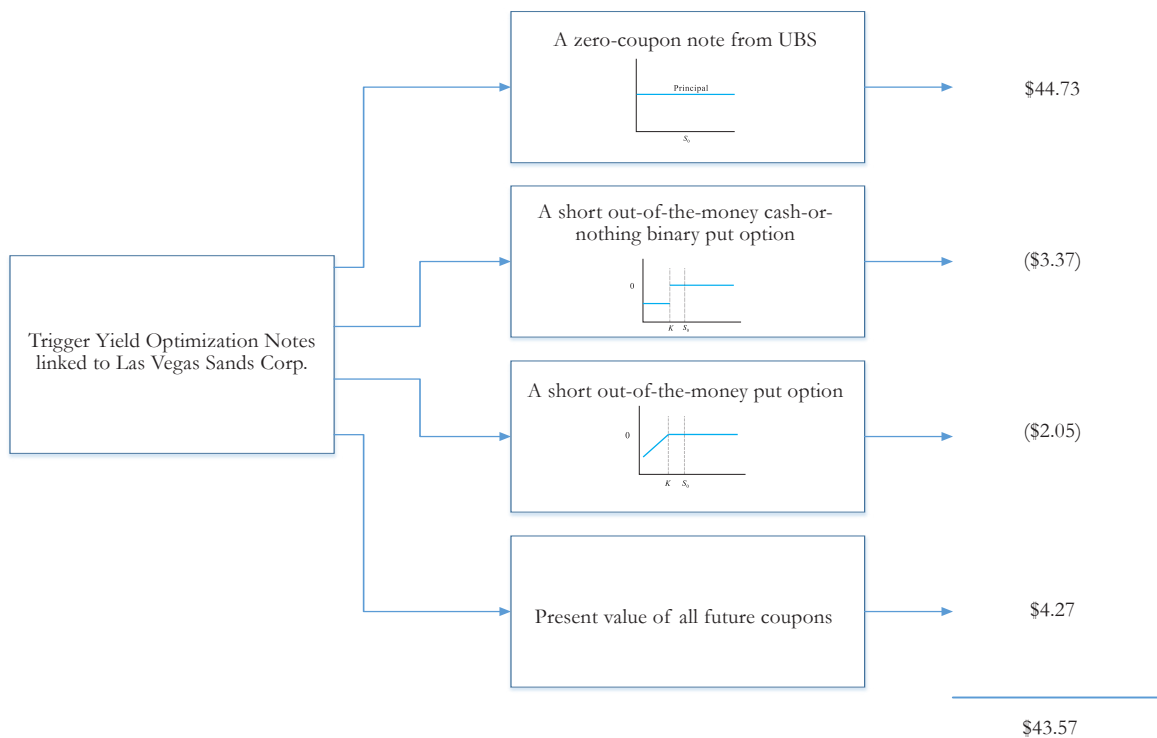 A zero-coupon note from UBS
Principal
S₀
$44.73
A short out-of-the-money cash-or-
nothing binary put option
0
K S₀
($3.37)
Trigger Yield Optimization Notes
linked to Las Vegas Sands Corp.
A short out-of-the-money put option
0
K S₀
($2.05)
Present value of all future coupons
$4.27
$43.57